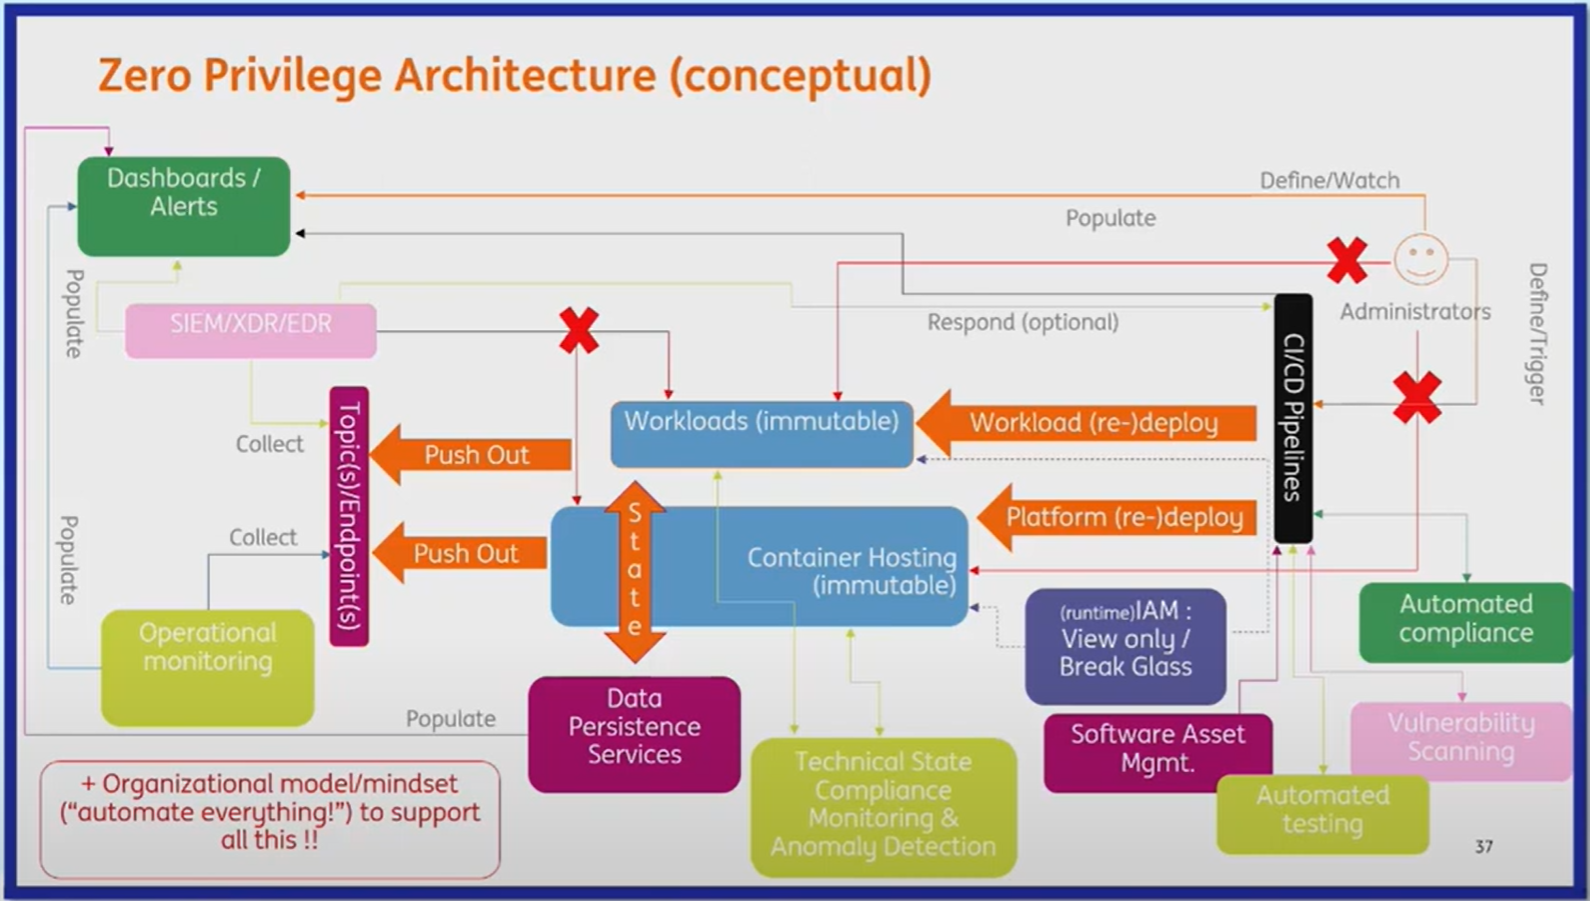 Zero Privilege Architecture (conceptual)
Dashboards /
Alerts
Define/Watch
Populate
Administrators
Define/Trigger
Populate
SIEM/XDR/EDR
Respond (optional)
CI/CD Pipelines
Workloads (immutable)
Workload (re-)deploy
Topic(s)/Endpoint(s)
Collect
Push Out
State
Platform (re-)deploy
Populate
Collect
Push Out
Container Hosting
(immutable)
Operational
monitoring
(runtime)IAM :
View only /
Break Glass
Automated
compliance
Populate
Data
Persistence
Services
Software Asset
Mgmt.
Vulnerability
Scanning
Technical State
Compliance
Monitoring &
Anomaly Detection
Automated
testing
+ Organizational model/mindset
(“automate everything!”) to support
all this !!
37